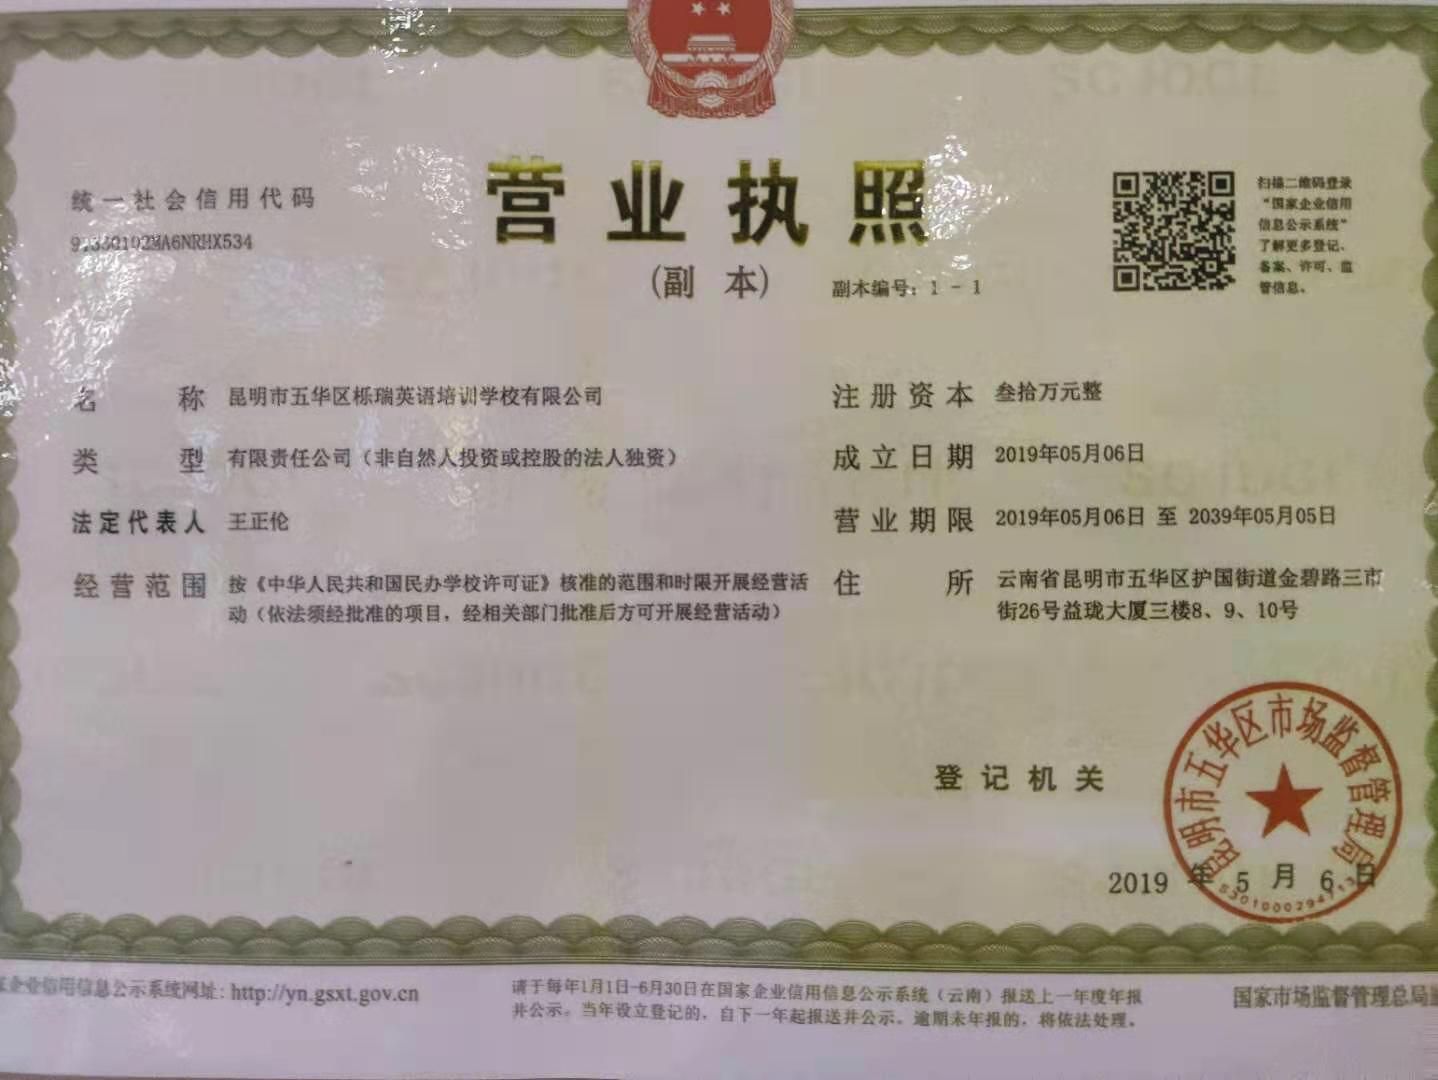 营业执照
(副 本)
副本编号：1 - 1
统一社会信用代码
扫描二维码登录
“国家企业信用
信息公示系统”
了解更多登记、
备案、许可、监
管信息。
名 称 昆明市五华区栎瑞英语培训学校有限公司
类 型 有限责任公司（非自然人投资或控股的法人独资）
法定代表人 王正伦
经营范围 按《中华人民共和国民办学校许可证》核准的范围和时限开展经营活
动（依法须经批准的项目，经相关部门批准后方可开展经营活动）
注册资本 叁拾万元整
成立日期 2019年05月06日
营业期限 2019年05月06日 至 2039年05月05日
住 所 云南省昆明市五华区护国街道金碧路三市
街26号益珑大厦三楼8、9、10号
登记机关
昆明市五华区市场监督管理局
2019 年 5 月 6 日
家企业信用信息公示系统网址: http://yn.gsxt.gov.cn
请于每年1月1日-6月30日在国家企业信用信息公示系统（云南）报送上一年度年报
并公示。当年设立登记的，自下一年起报送并公示。逾期未年报的，将依法处理。
国家市场监督管理总局